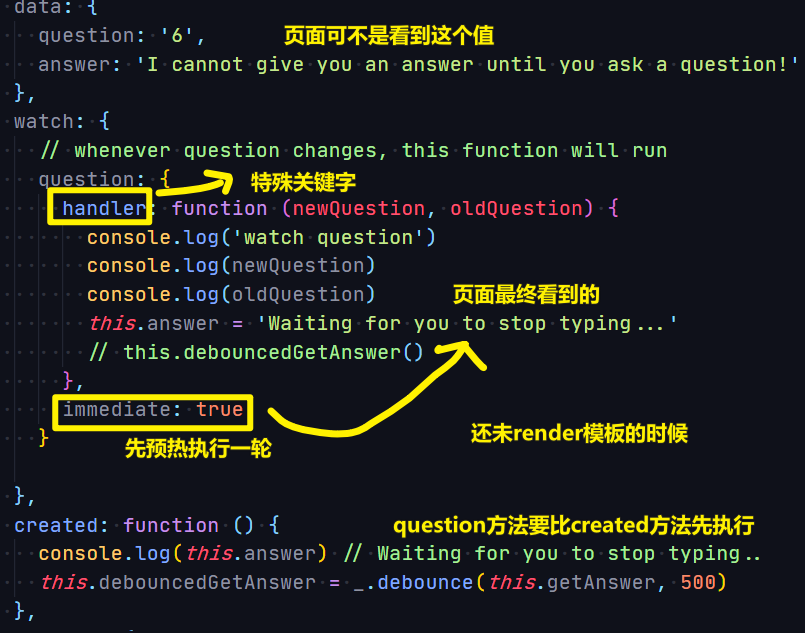 data: {
question: '6', 页面可不是看到这个值
answer: 'I cannot give you an answer until you ask a question!'
},
watch: {
// whenever question changes, this function will run
question: {
特殊关键字
handler: function (newQuestion, oldQuestion) {
console.log('watch question')
console.log(newQuestion)
console.log(oldQuestion)
页面最终看到的
this.answer = 'Waiting for you to stop typing...'
// this.debouncedGetAnswer()
},
immediate: true
还未render模板的时候
}
先预热执行一轮
},
created: function () { question方法要比created方法先执行
console.log(this.answer) // Waiting for you to stop typing..
this.debouncedGetAnswer = _.debounce(this.getAnswer, 500)
},